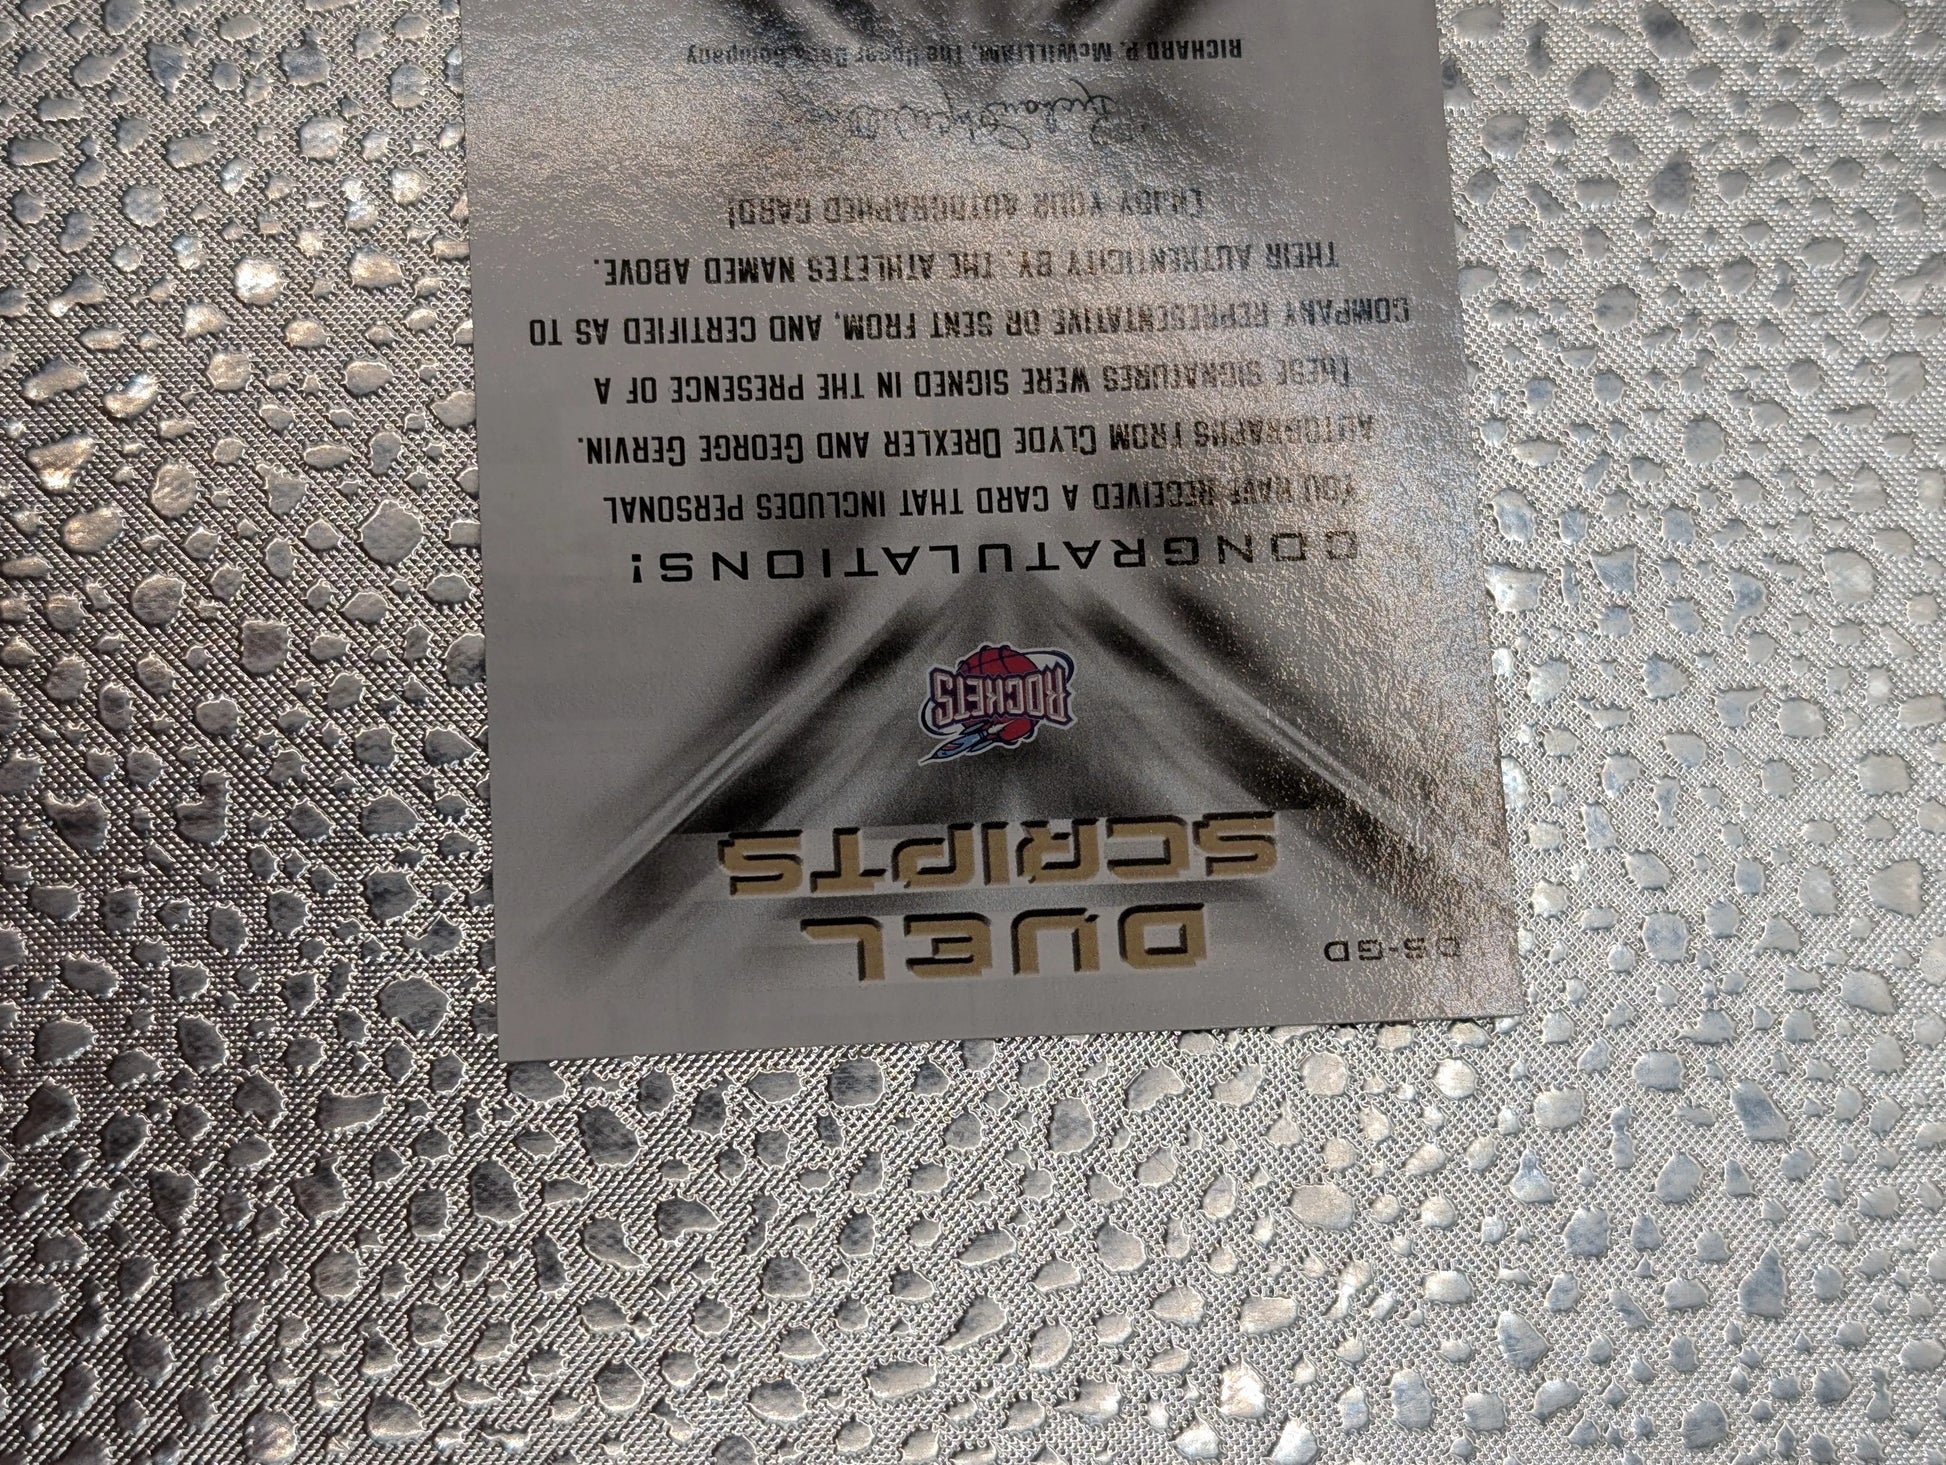 DS-GD
DUEL
SCRIPTS
ROCKETS
CONGRATULATIONS!
YOU HAVE RECEIVED A CARD THAT INCLUDES PERSONAL
AUTOGRAPHS FROM CLYDE DREXLER AND GEORGE GERVIN.
THESE SIGNATURES WERE SIGNED IN THE PRESENCE OF A
COMPANY REPRESENTATIVE OR SENT FROM, AND CERTIFIED AS TO
THEIR AUTHENTICITY BY, THE ATHLETES NAMED ABOVE.
ENJOY YOUR AUTOGRAPHED CARD!
RICHARD P. McWILLIAM, The Upper Deck Company